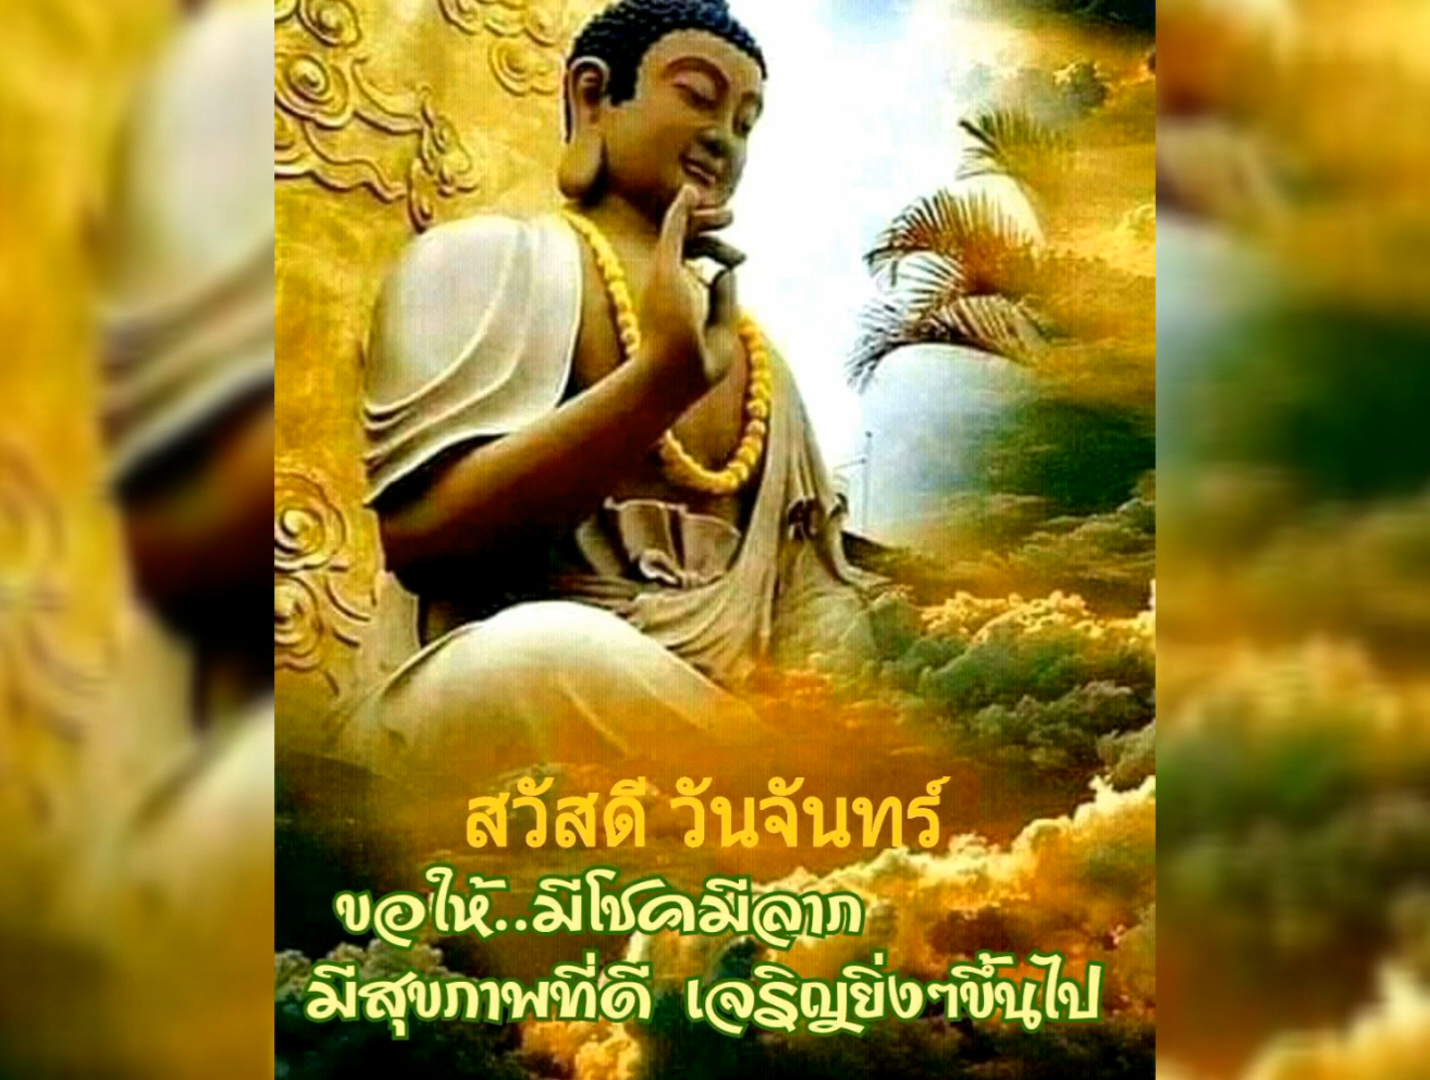 สวัสดี วันจันทร์
ขอให้..มีโชคมีลาภ
มีสุขภาพที่ดี เจริญยิ่งๆขึ้นไป